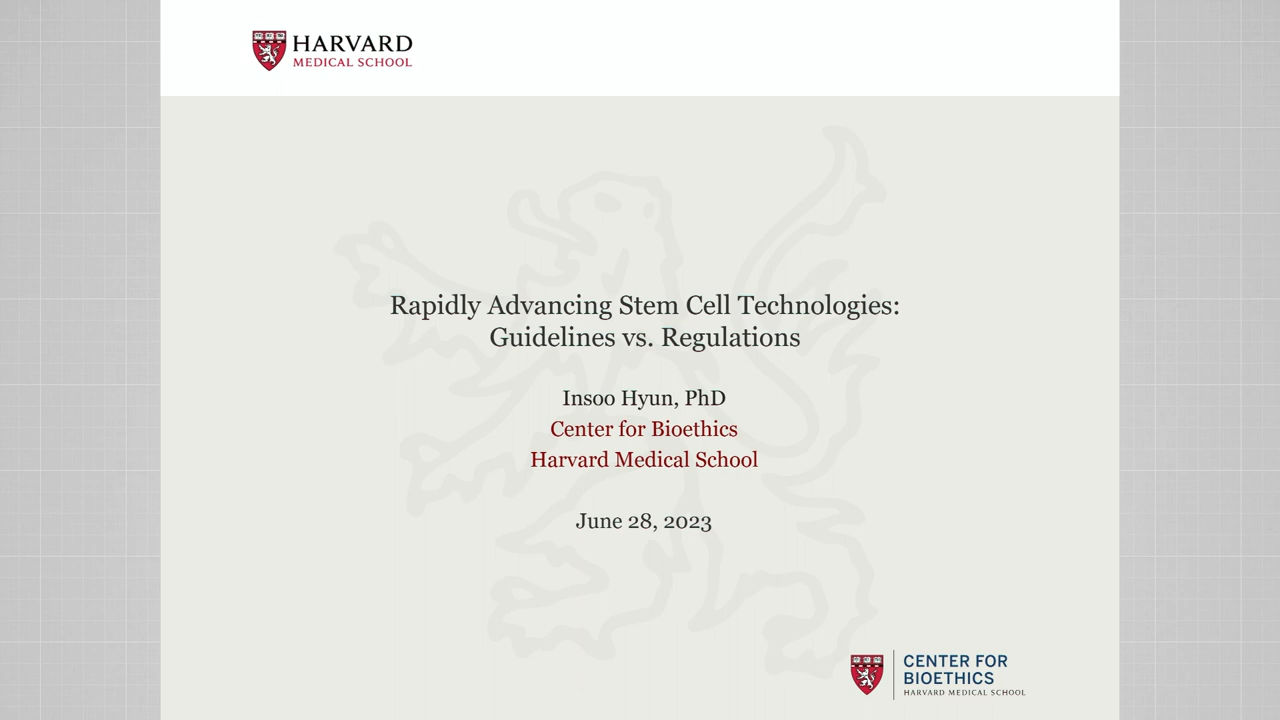 HARVARD
MEDICAL SCHOOL
Rapidly Advancing Stem Cell Technologies:
Guidelines vs. Regulations
Insoo Hyun, PhD
Center for Bioethics
Harvard Medical School
June 28, 2023
CENTER FOR
BIOETHICS
HARVARD MEDICAL SCHOOL